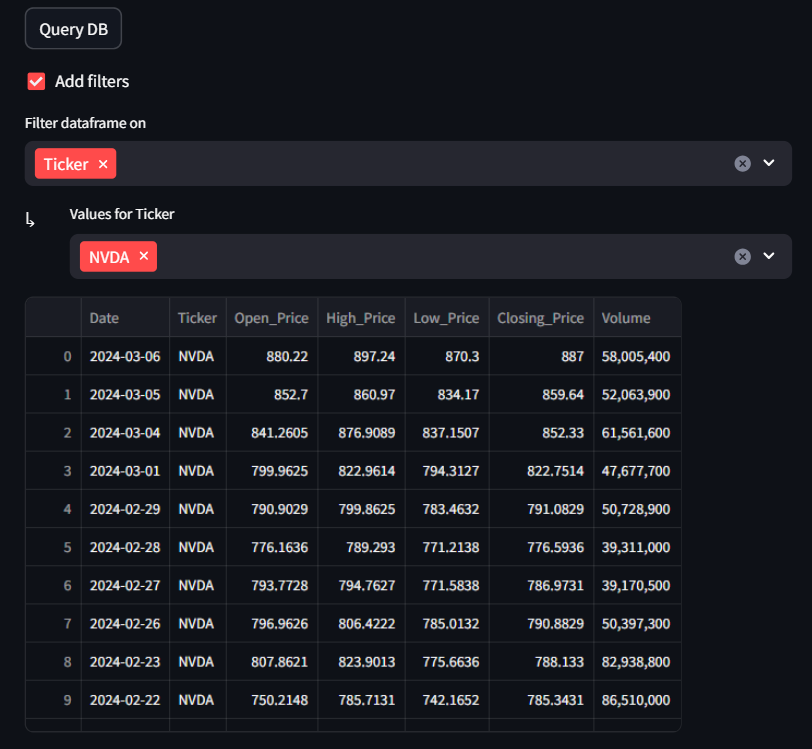 Query DB
Add filters
Filter dataframe on
Ticker ×
Values for Ticker
NVDA ×
Date Ticker Open_Price High_Price Low_Price Closing_Price Volume
0 2024-03-06 NVDA 880.22 897.24 870.3 887 58,005,400
1 2024-03-05 NVDA 852.7 860.97 834.17 859.64 52,063,900
2 2024-03-04 NVDA 841.2605 876.9089 837.1507 852.33 61,561,600
3 2024-03-01 NVDA 799.9625 822.9614 794.3127 822.7514 47,677,700
4 2024-02-29 NVDA 790.9029 799.8625 783.4632 791.0829 50,728,900
5 2024-02-28 NVDA 776.1636 789.293 771.2138 776.5936 39,311,000
6 2024-02-27 NVDA 793.7728 794.7627 771.5838 786.9731 39,170,500
7 2024-02-26 NVDA 796.9626 806.4222 785.0132 790.8829 50,397,300
8 2024-02-23 NVDA 807.8621 823.9013 775.6636 788.133 82,938,800
9 2024-02-22 NVDA 750.2148 785.7131 742.1652 785.3431 86,510,000